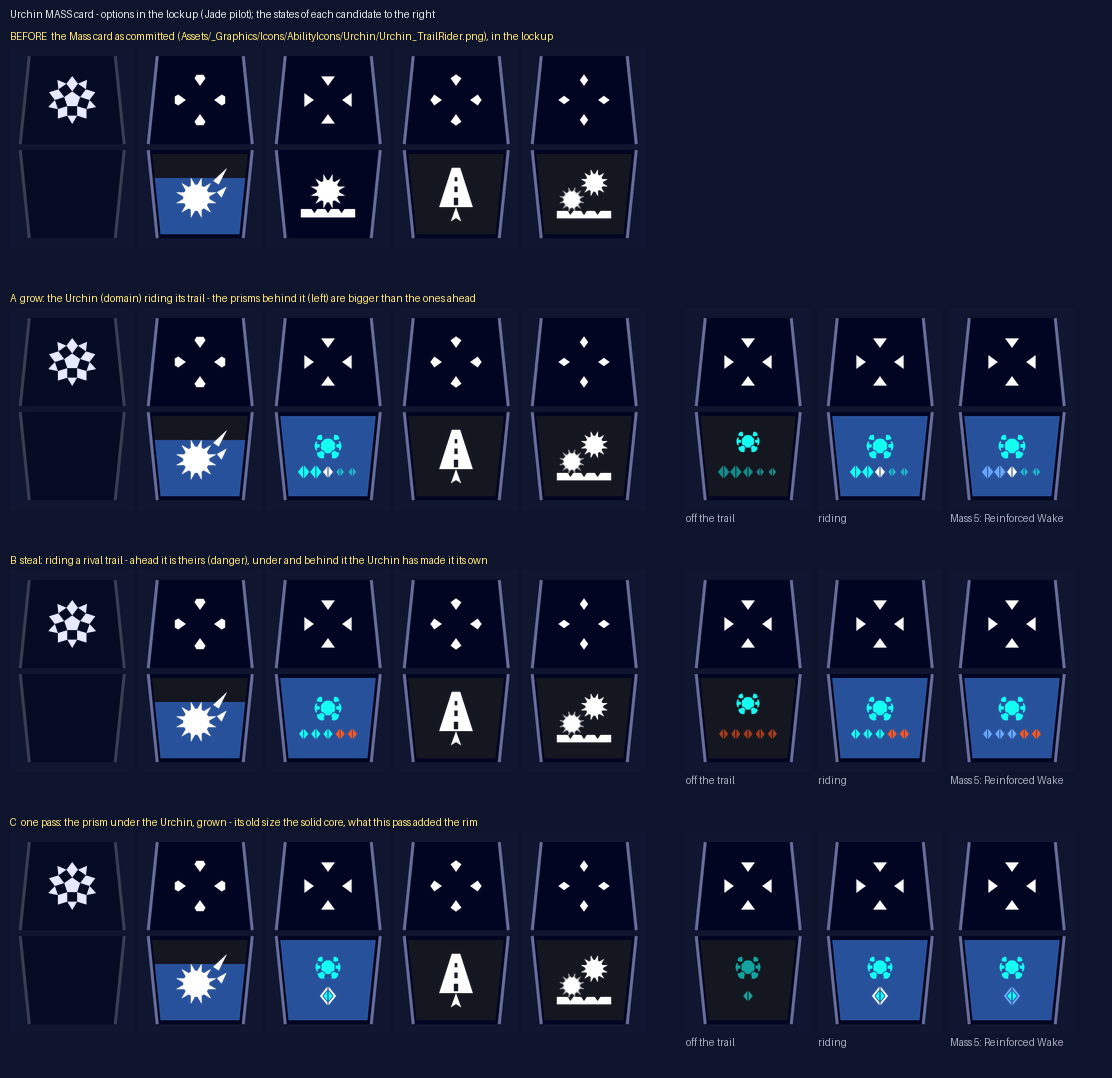 Urchin MASS card - options in the lockup (Jade pilot); the states of each candidate to the right
BEFORE the Mass card as committed (Assets/_Graphics/Icons/AbilityIcons/Urchin/Urchin_TrailRider.png), in the lockup
A grow: the Urchin (domain) riding its trail - the prisms behind it (left) are bigger than the ones ahead
off the trail
riding
Mass 5: Reinforced Wake
B steal: riding a rival trail - ahead it is theirs (danger), under and behind it the Urchin has made it its own
off the trail
riding
Mass 5: Reinforced Wake
C one pass: the prism under the Urchin, grown - its old size the solid core, what this pass added the rim
off the trail
riding
Mass 5: Reinforced Wake